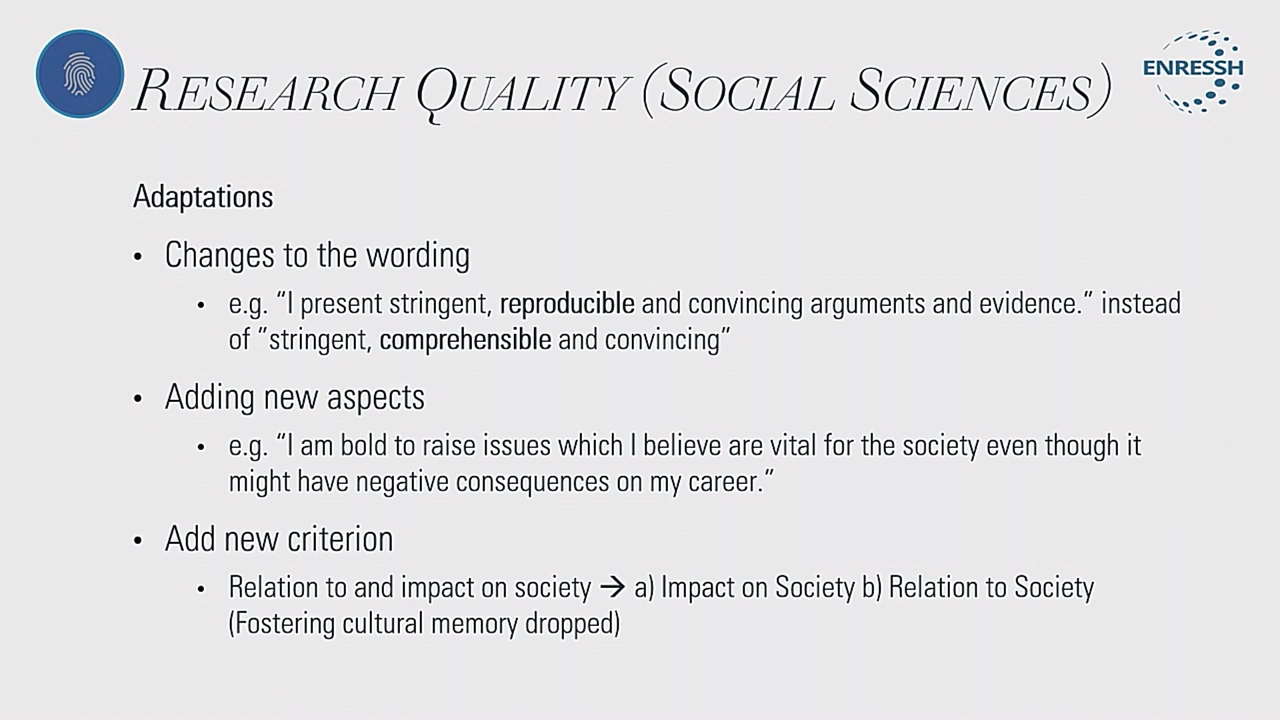 RESEARCH QUALITY (SOCIAL SCIENCES)
ENRESSH
Adaptations
• Changes to the wording
• e.g. “I present stringent, reproducible and convincing arguments and evidence.” instead
of ”stringent, comprehensible and convincing”
• Adding new aspects
• e.g. “I am bold to raise issues which I believe are vital for the society even though it
might have negative consequences on my career.”
• Add new criterion
• Relation to and impact on society → a) Impact on Society b) Relation to Society
(Fostering cultural memory dropped)